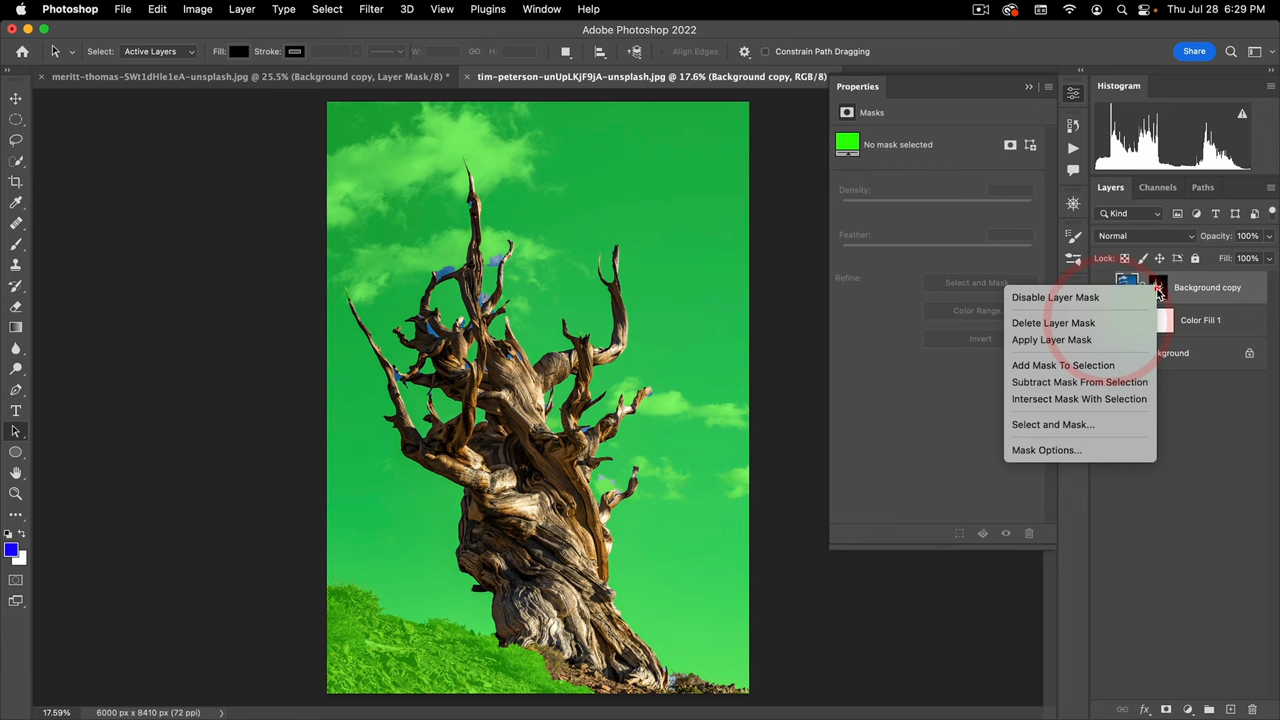 Photoshop File Edit Image Layer Type Select Filter 3D View Plugins Window Help Thu Jul 28 6:29 PM
Adobe Photoshop 2022
Select: Active Layers Fill: Stroke: W: H: Align Edges Constrain Path Dragging Share
× meritt-thomas-SWt1dHle1eA-unsplash.jpg @ 25.5% (Background copy, Layer Mask/8) * × tim-peterson-unUpLKjF9jA-unsplash.jpg @ 17.6% (Background copy, RGB/8)
Properties
Masks
No mask selected
Density:
Feather:
Refine: Select and Mask...
Color Range...
Invert
Histogram
Layers Channels Paths
Kind
Normal Opacity: 100%
Lock: Fill: 100%
Background copy
Color Fill 1
Disable Layer Mask
Delete Layer Mask
Apply Layer Mask
Add Mask To Selection
Subtract Mask From Selection
Intersect Mask With Selection
Select and Mask...
Mask Options...
17.59% 6000 px x 8410 px (72 ppi)